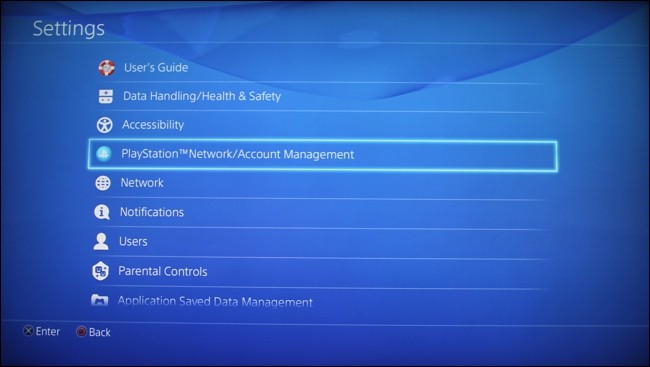 Settings
User's Guide
Data Handling/Health & Safety
Accessibility
PlayStation™Network/Account Management
Network
Notifications
Users
Parental Controls
Application Saved Data Management
Enter Back